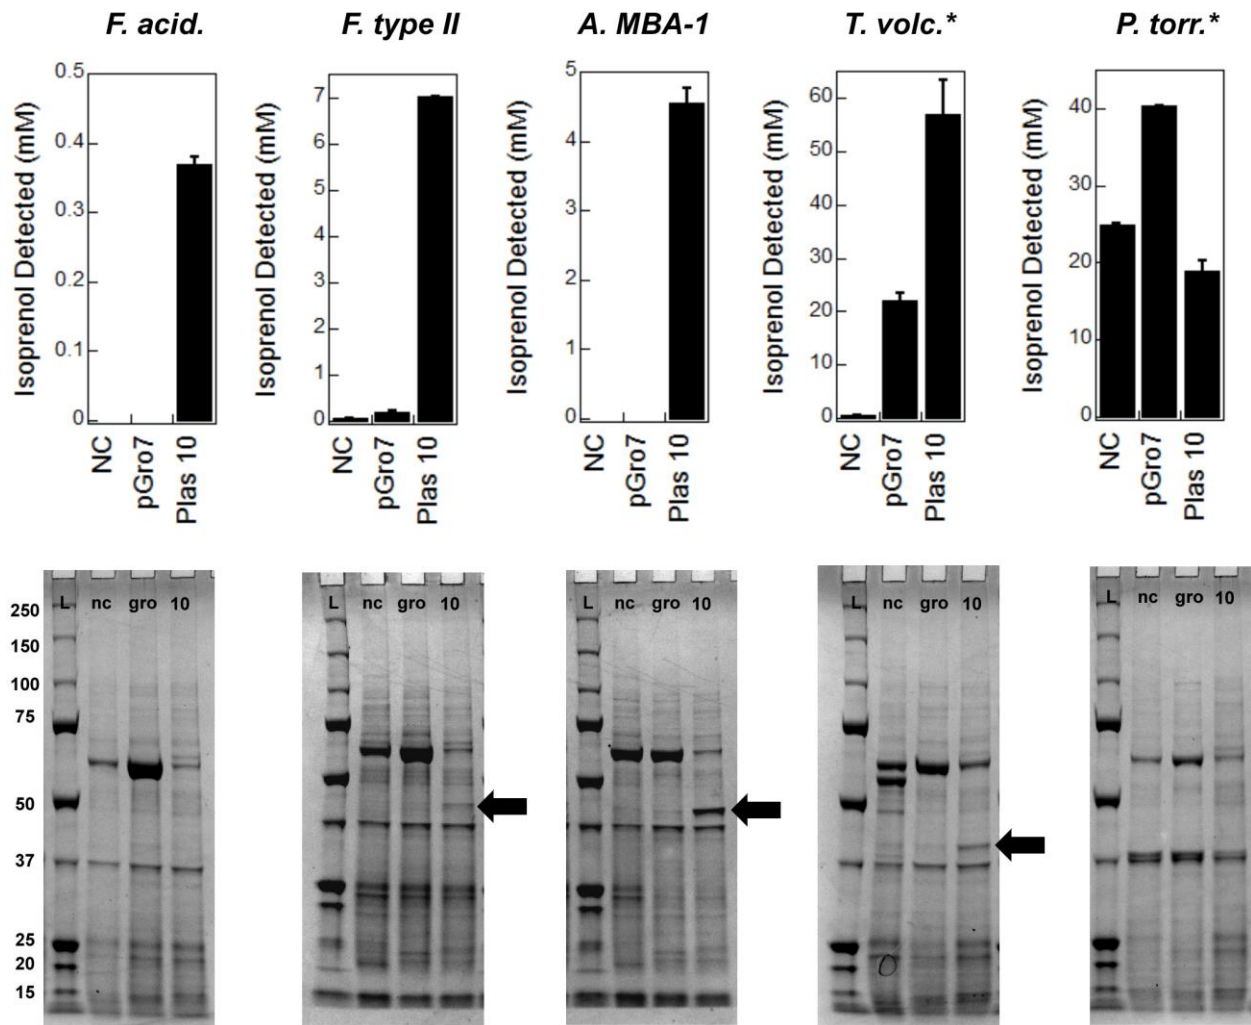 F. acid.
F. type II
A. MBA-1
T. volc.*
P. torr.*
Isoprenol Detected (mM)
0.5
0.4
0.3
0.2
0.1
0
NC
pGro7
Plas 10
Isoprenol Detected (mM)
7
6
5
4
3
2
1
0
NC
pGro7
Plas 10
Isoprenol Detected (mM)
5
4
3
2
1
0
NC
pGro7
Plas 10
Isoprenol Detected (mM)
60
50
40
30
20
10
0
NC
pGro7
Plas 10
Isoprenol Detected (mM)
40
30
20
10
0
NC
pGro7
Plas 10
250
150
100
75
50
37
25
20
15
L nc gro 10
L nc gro 10
L nc gro 10
L nc gro 10
L nc gro 10